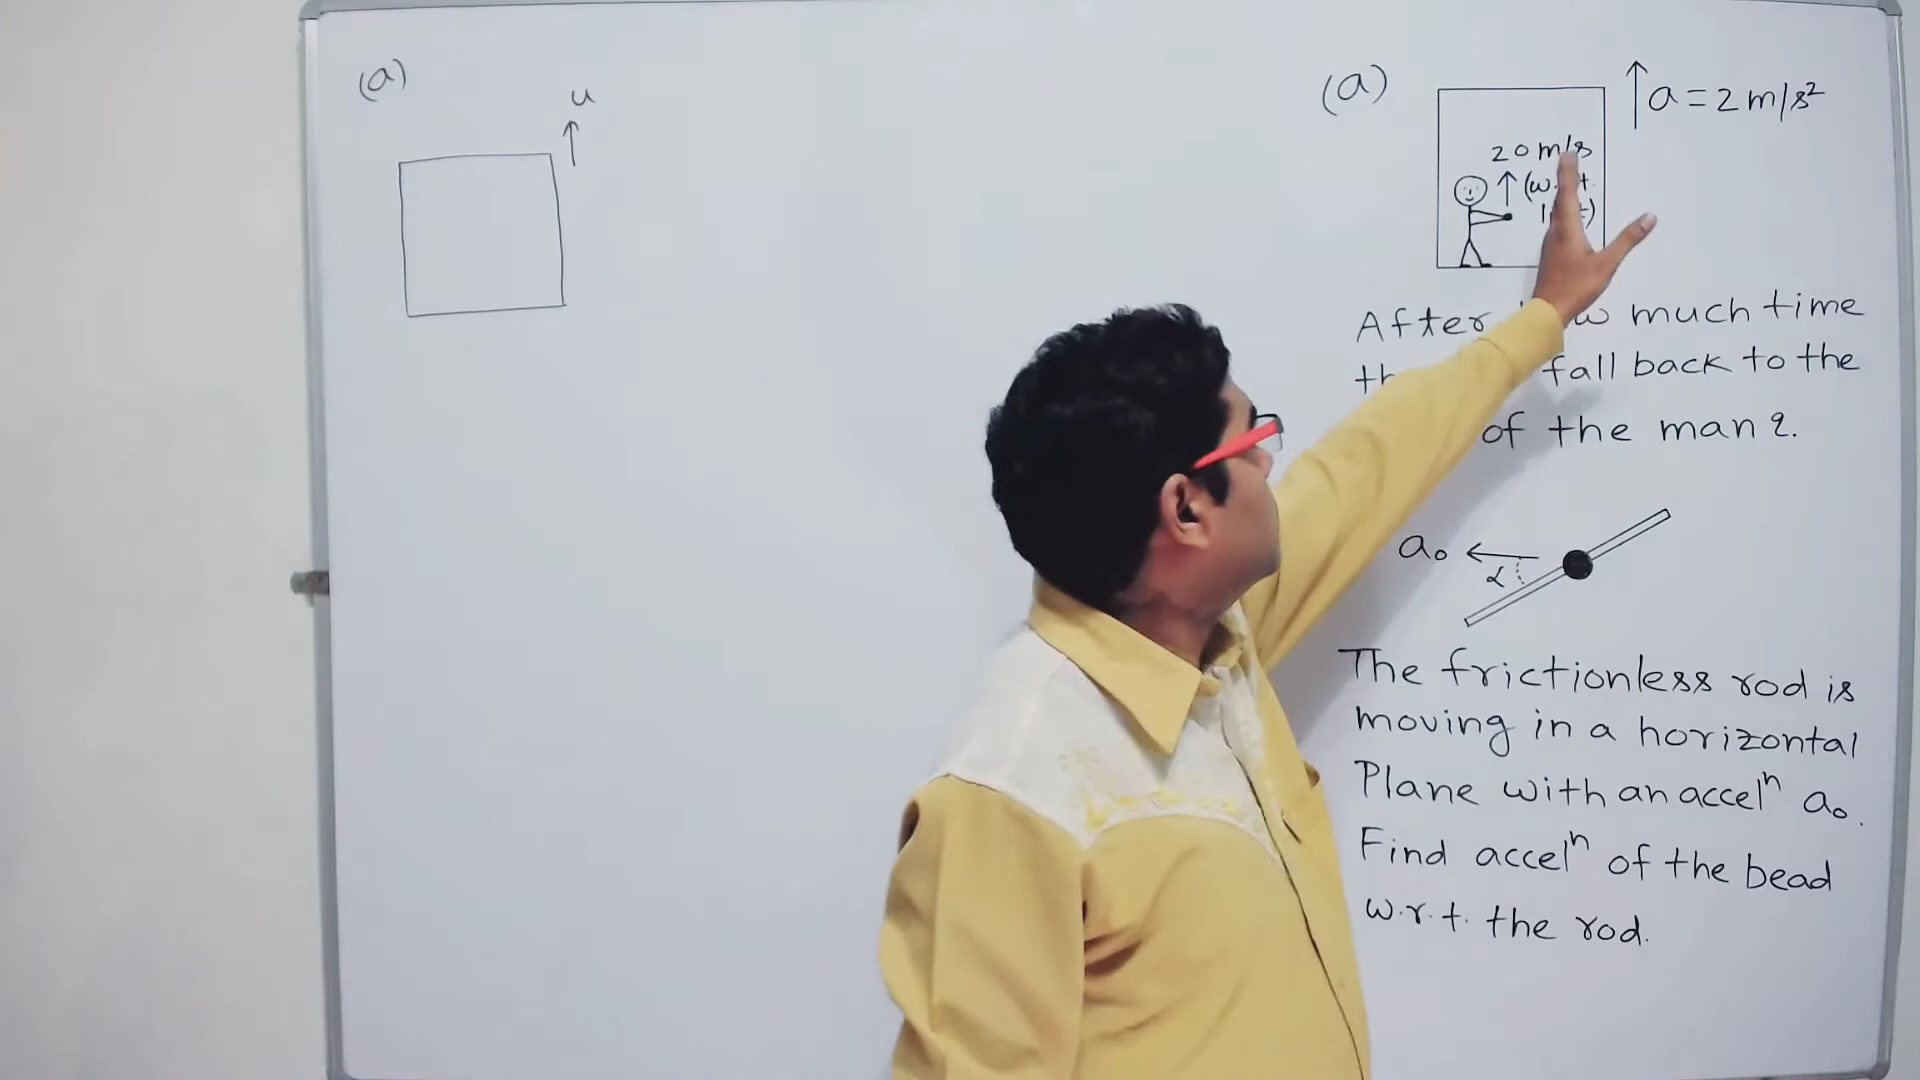 (a)
u
(a)
a = 2 m/s²
20 m/s
After much time
fall back to the
of the man ?.
a₀
α
The frictionless rod is
moving in a horizontal
Plane with an accelⁿ a₀.
Find accelⁿ of the bead
w.r.t. the rod.